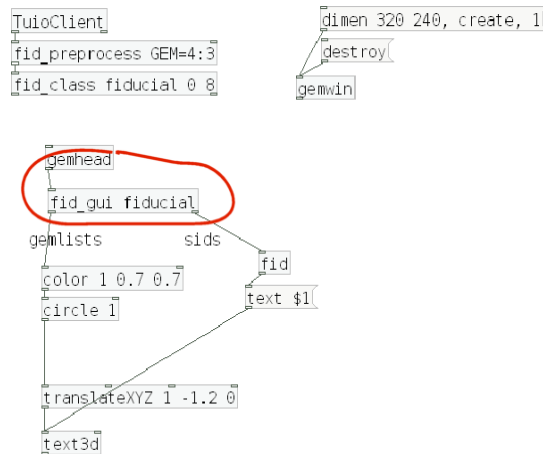 TuioClient
fid_preprocess GEM=4:3
fid_class fiducial 0 8
dimen 320 240, create, 1
destroy
gemwin
gemhead
fid_gui fiducial
gemlists
sids
color 1 0.7 0.7
circle 1
fid
text $1
translateXYZ 1 -1.2 0
text3d